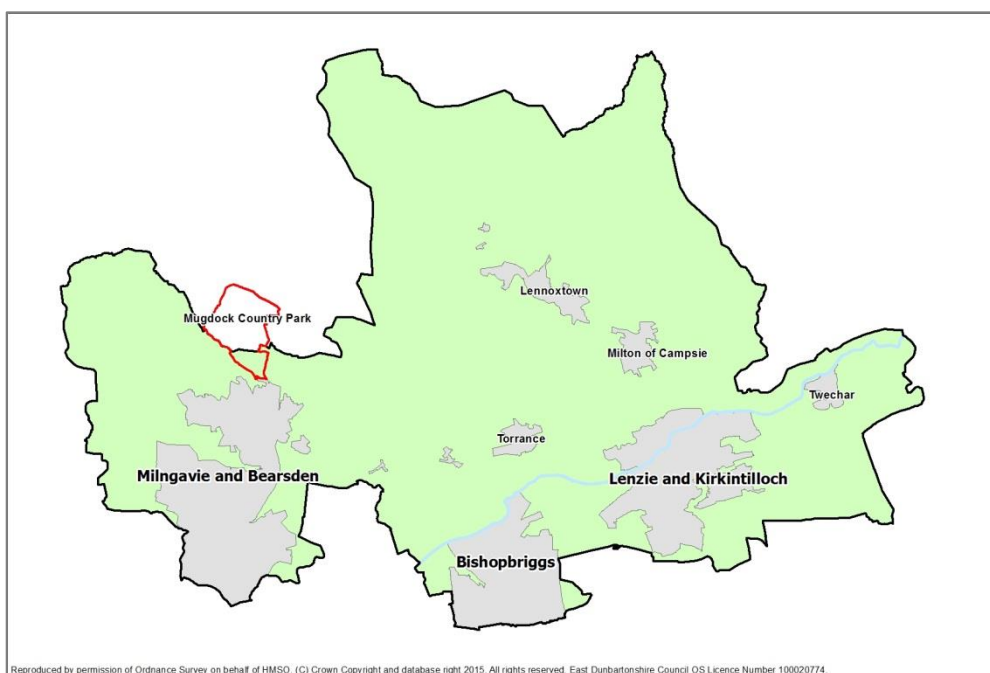 Lennoxtown
Mugdock Country Park
Milton of Campsie
Twechar
Torrance
Milngavie and Bearsden
Lenzie and Kirkintilloch
Bishopbriggs
Reproduced by permission of Ordnance Survey on behalf of HMSO. (C) Crown Copyright and database right 2015. All rights reserved. East Dunbartonshire Council OS Licence Number 100020774.